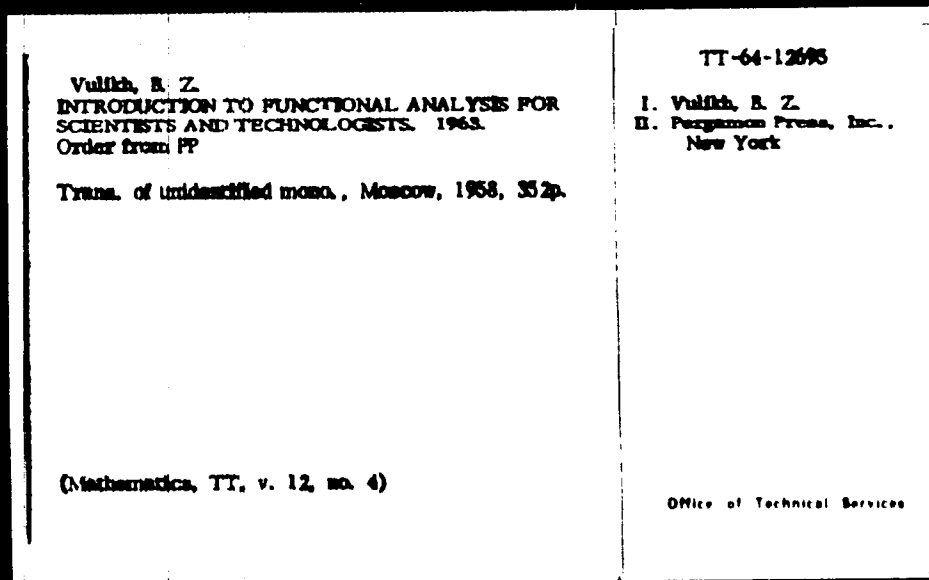 Vulikh, B. Z.
INTRODUCTION TO FUNCTIONAL ANALYSIS FOR
SCIENTISTS AND TECHNOLOGISTS. 1963.
Order from PP
Trans. of unidentified mono., Moscow, 1958, 352p.
(Mathematics, TT, v. 12, no. 4)
TT-64-12695
I. Vulikh, B. Z.
II. Pergamon Press, Inc.,
New York
Office of Technical Services